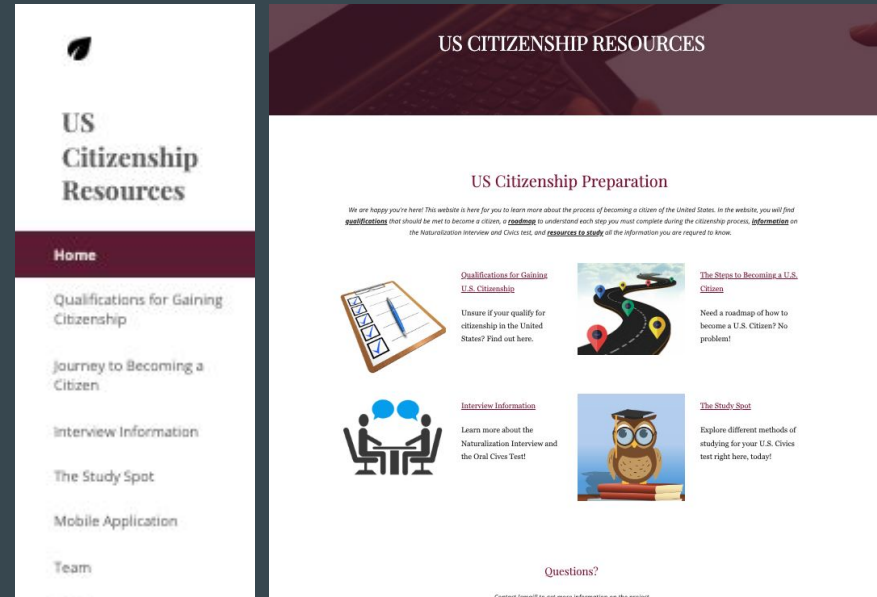 US
Citizenship
Resources
Home
Qualifications for Gaining
Citizenship
Journey to Becoming a
Citizen
Interview Information
The Study Spot
Mobile Application
Team
US CITIZENSHIP RESOURCES
US Citizenship Preparation
We are happy you're here! This website is here for you to learn more about the process of becoming a citizen of the United States. In the website, you will find
qualifications that should be met to become a citizen, a roadmap to understand each step you must complete during the citizenship process, information on
the Naturalization Interview and Civics test, and resources to study all the information you are requred to know.
Qualifications for Gaining
U.S. Citizenship
Unsure if your qualify for
citizenship in the United
States? Find out here.
The Steps to Becoming a U.S.
Citizen
Need a roadmap of how to
become a U.S. Citizen? No
problem!
Interview Information
Learn more about the
Naturalization Interview and
the Oral Cives Test!
The Study Spot
Explore different methods of
studying for your U.S. Civics
test right here, today!
Questions?